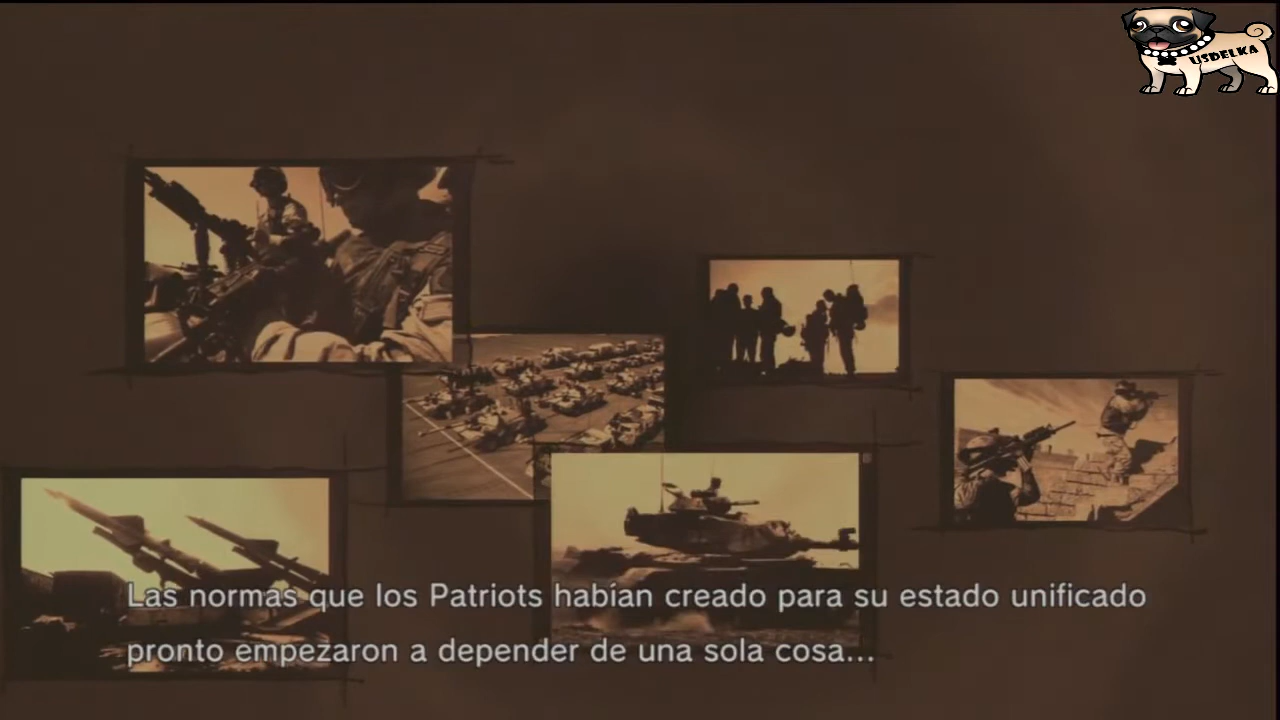 USDELKA
Las normas que los Patriots habían creado para su estado unificado
pronto empezaron a depender de una sola cosa...